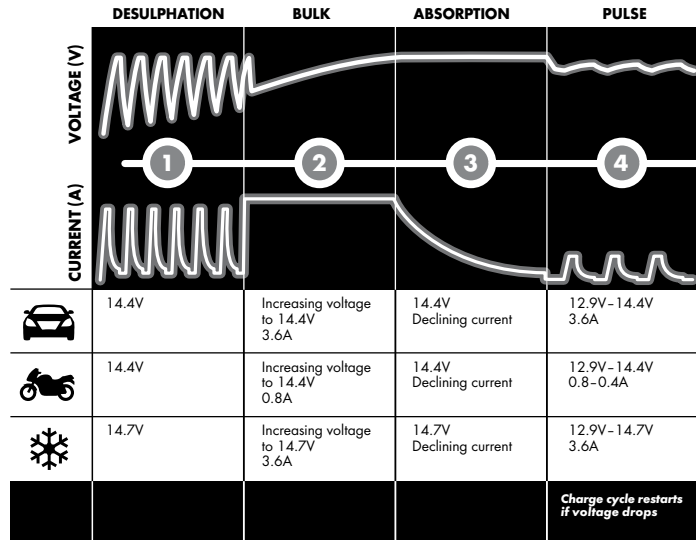 DESULPHATION BULK ABSORPTION PULSE
VOLTAGE (V)
1 2 3 4
CURRENT (A)
14.4V
Increasing voltage
to 14.4V
3.6A
14.4V
Declining current
12.9V–14.4V
3.6A
14.4V
Increasing voltage
to 14.4V
0.8A
14.4V
Declining current
12.9V–14.4V
0.8–0.4A
14.7V
Increasing voltage
to 14.7V
3.6A
14.7V
Declining current
12.9V–14.7V
3.6A
Charge cycle restarts
if voltage drops